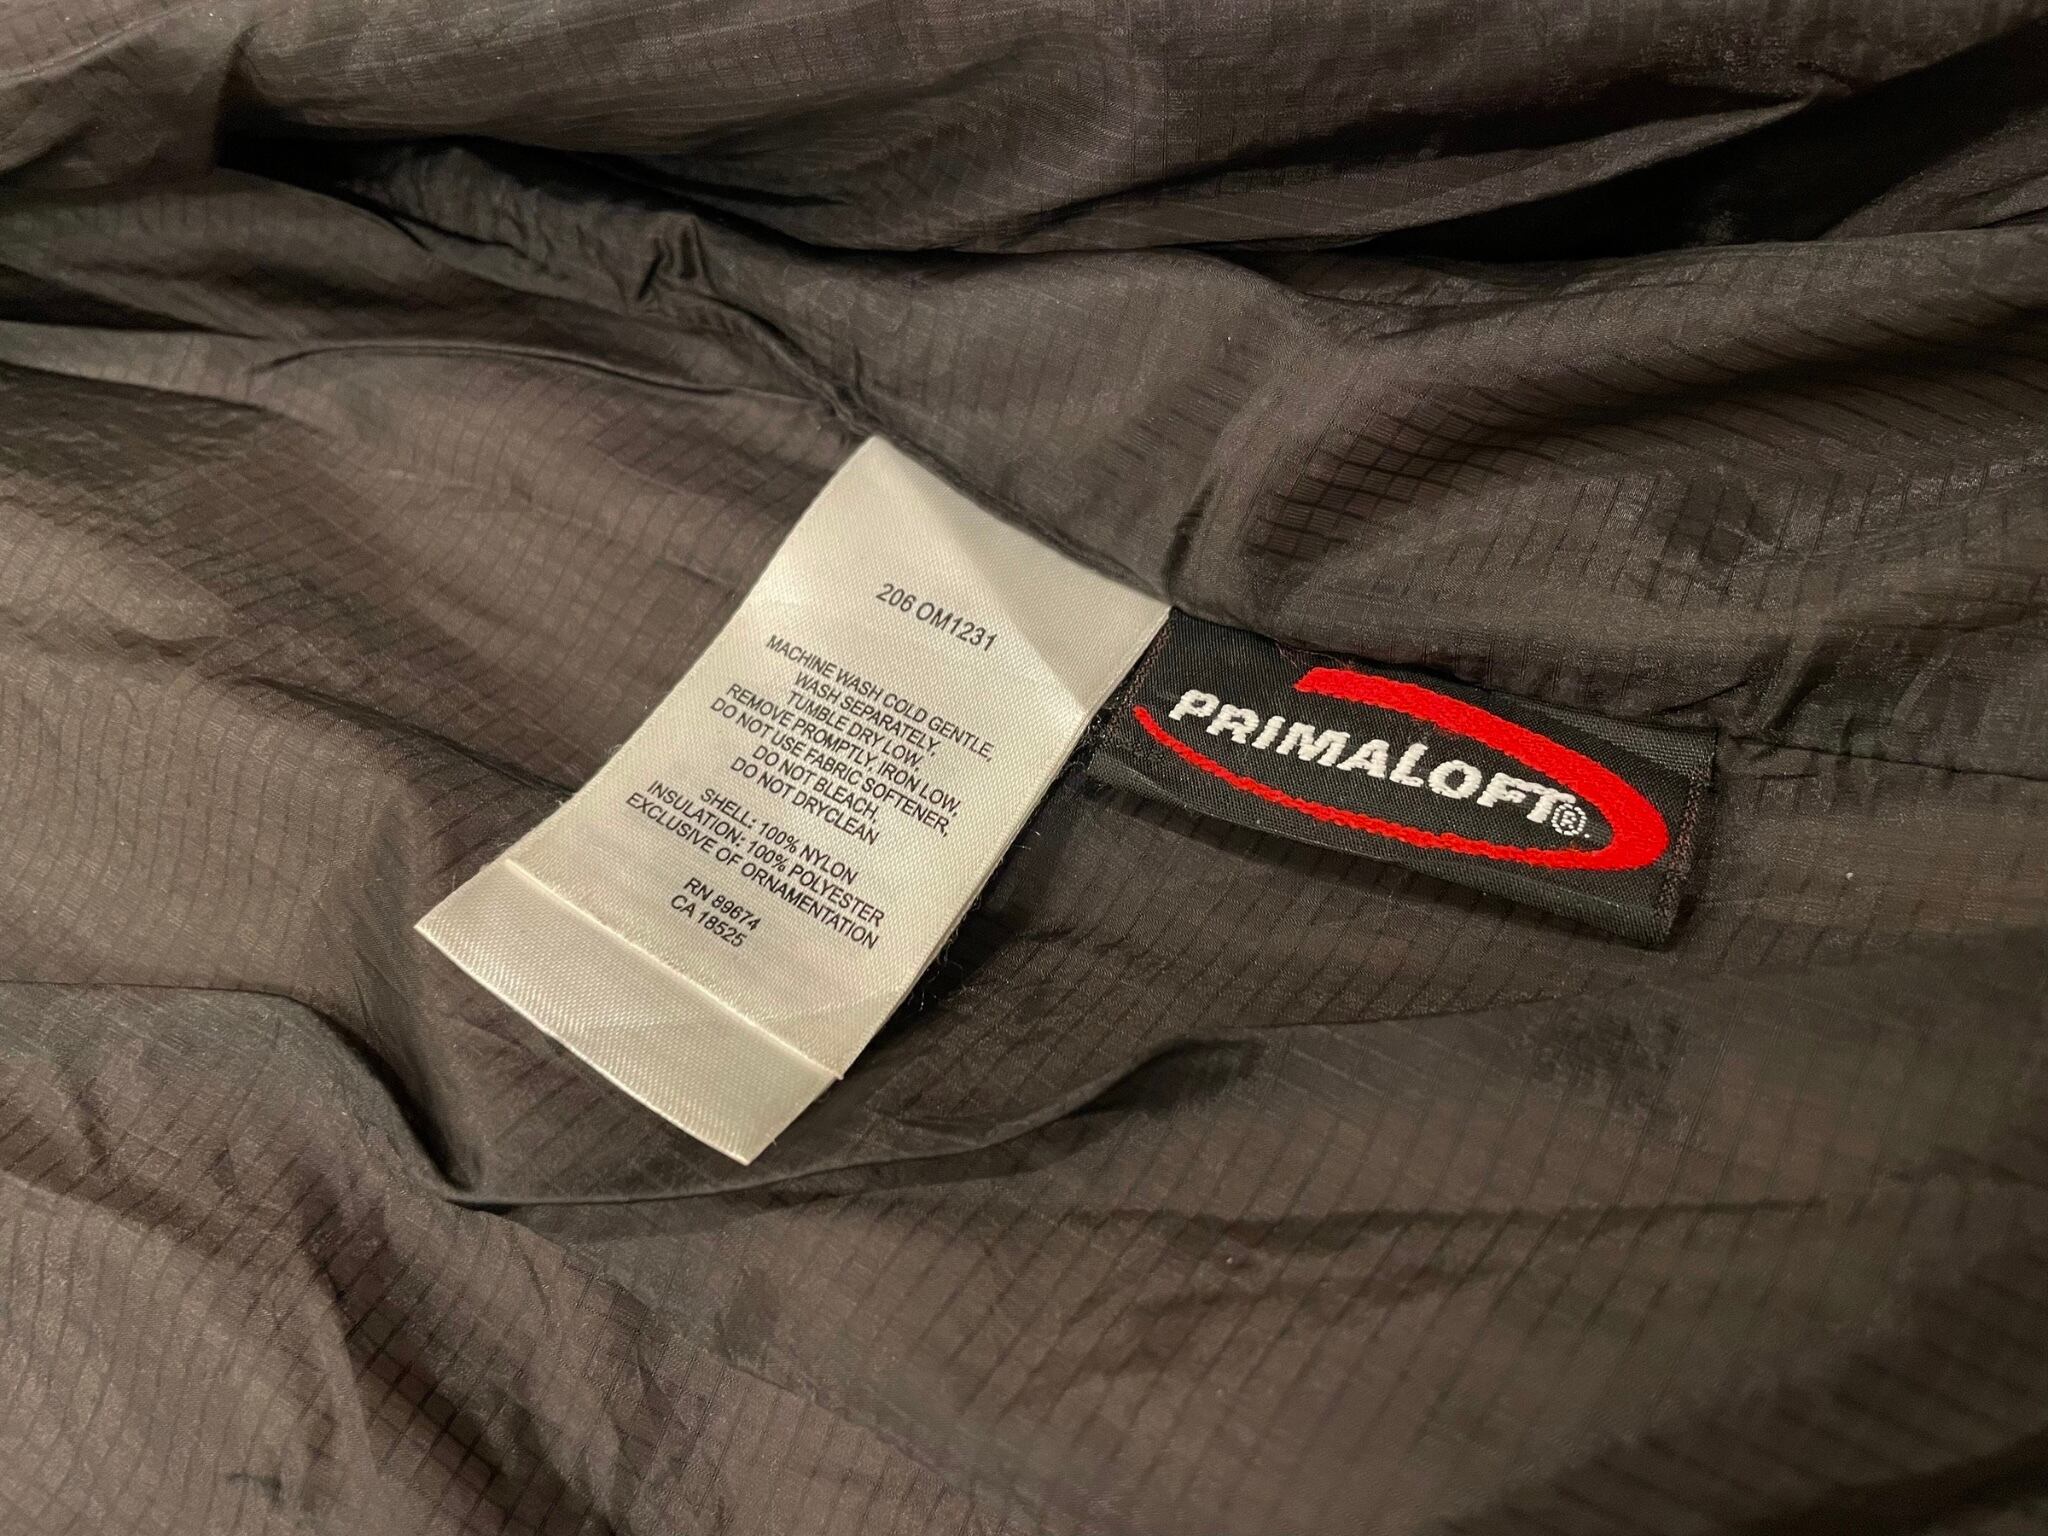 206 OM1231
MACHINE WASH COLD GENTLE,
WASH SEPARATELY,
TUMBLE DRY LOW,
REMOVE PROMPTLY, IRON LOW,
DO NOT USE FABRIC SOFTENER,
DO NOT BLEACH,
DO NOT DRYCLEAN
SHELL: 100% NYLON
INSULATION: 100% POLYESTER
EXCLUSIVE OF ORNAMENTATION
RN 89674
CA 18525
PRIMALOFT®